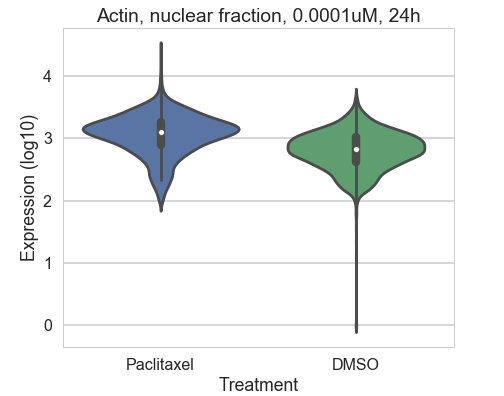 Actin, nuclear fraction, 0.0001uM, 24h
Expression (log10)
4
3
2
1
0
Paclitaxel DMSO
Treatment